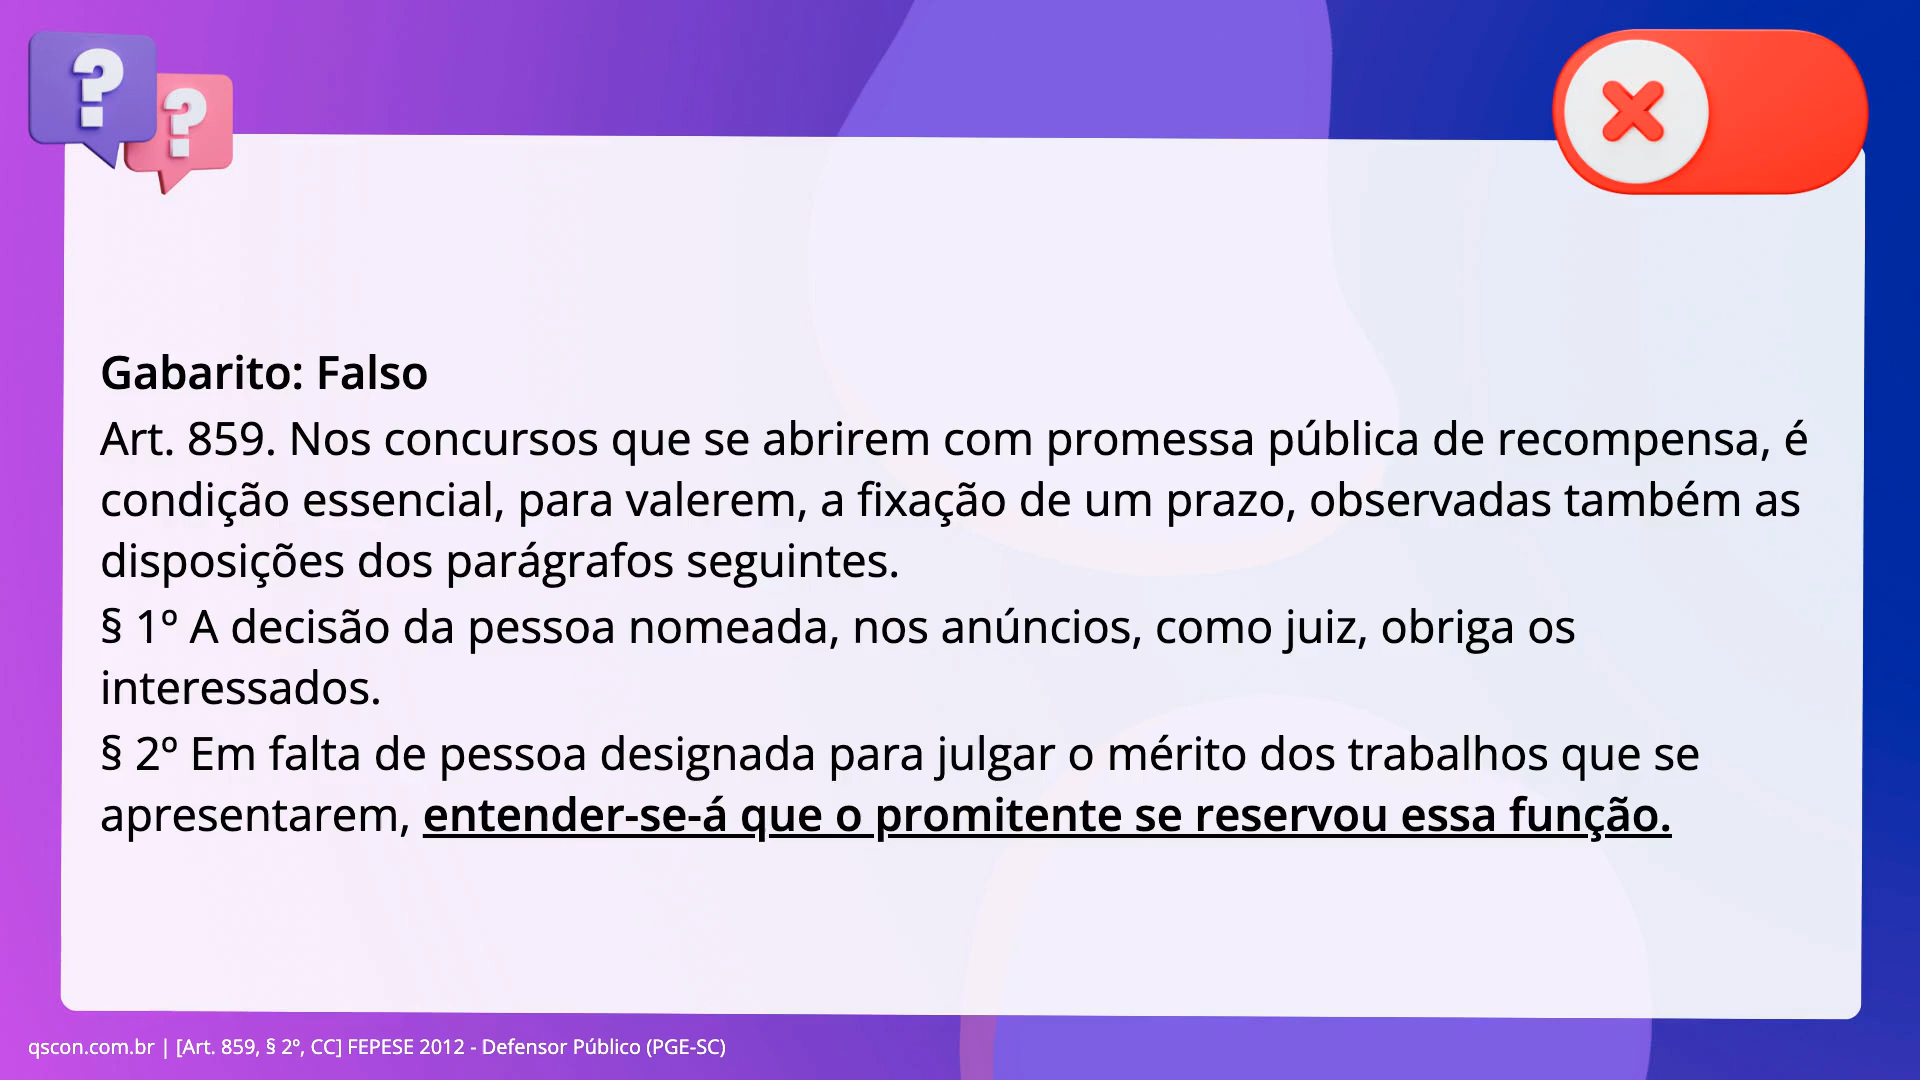 Gabarito: Falso
Art. 859. Nos concursos que se abrirem com promessa pública de recompensa, é
condição essencial, para valerem, a fixação de um prazo, observadas também as
disposições dos parágrafos seguintes.
§ 1º A decisão da pessoa nomeada, nos anúncios, como juiz, obriga os
interessados.
§ 2º Em falta de pessoa designada para julgar o mérito dos trabalhos que se
apresentarem, entender-se-á que o promitente se reservou essa função.
qscon.com.br | [Art. 859, § 2º, CC] FEPESE 2012 - Defensor Público (PGE-SC)